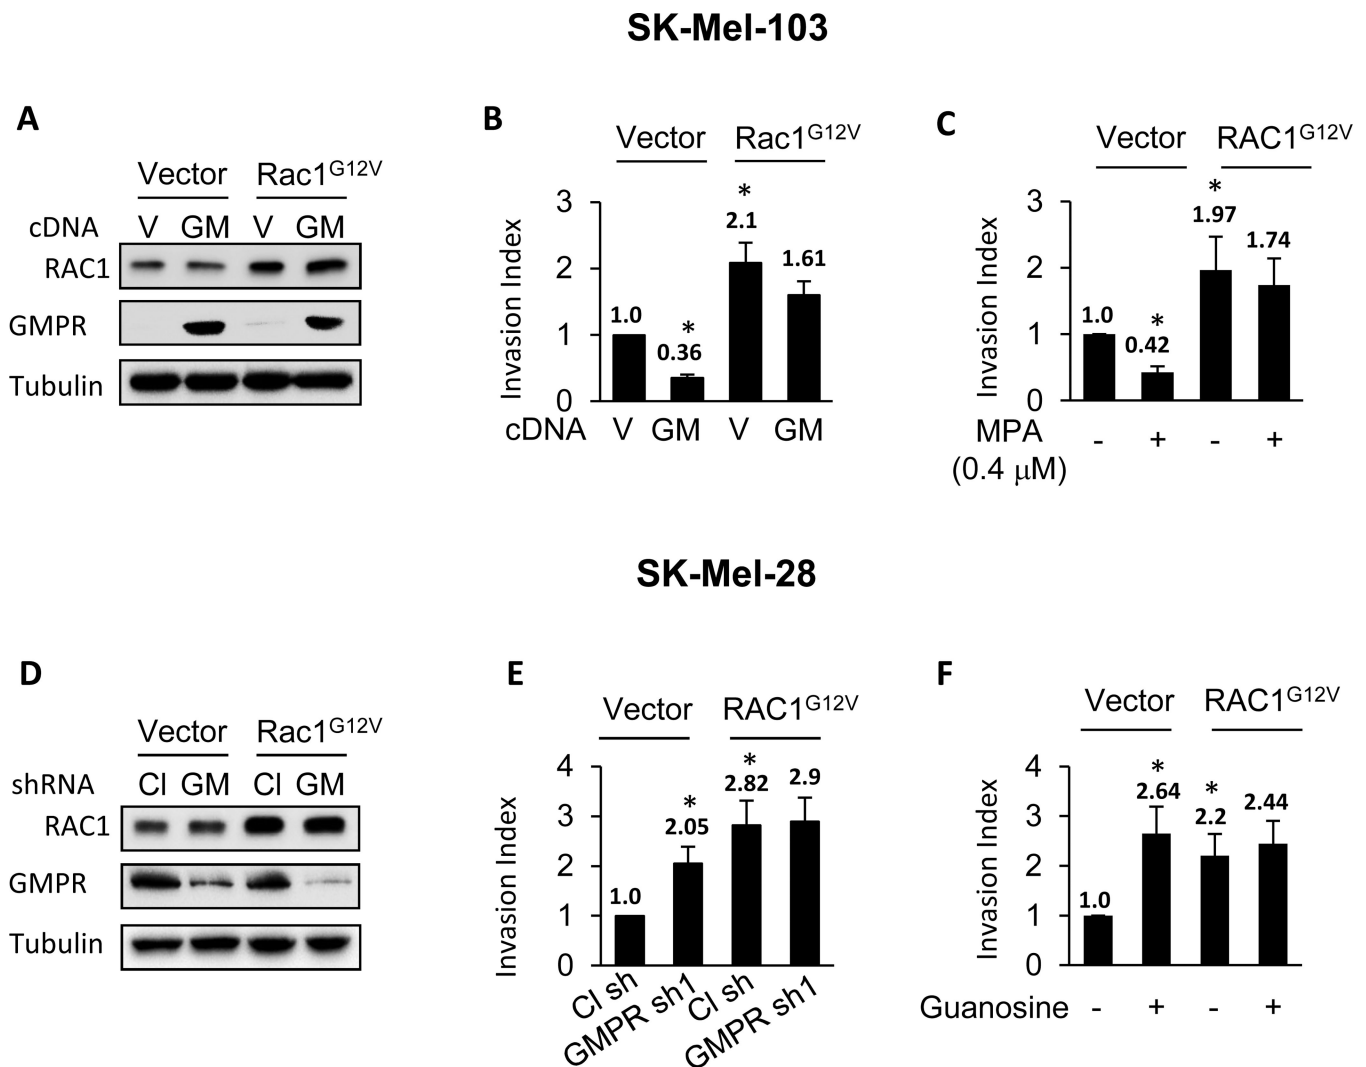 SK-Mel-103
A
Vector Rac1G12V
cDNA V GM V GM
RAC1
GMPR
Tubulin
B
Vector Rac1G12V
Invasion Index
3
2
1
0
1.0
*
0.36
*
2.1
1.61
cDNA V GM V GM
C
Vector RAC1G12V
Invasion Index
3
2
1
0
1.0
*
0.42
*
1.97
1.74
MPA - + - +
(0.4 µM)
SK-Mel-28
D
Vector Rac1G12V
shRNA Cl GM Cl GM
RAC1
GMPR
Tubulin
E
Vector RAC1G12V
Invasion Index
4
3
2
1
0
1.0
*
2.05
*
2.82
2.9
Cl sh
GMPR sh1
Cl sh
GMPR sh1
F
Vector RAC1G12V
Invasion Index
4
3
2
1
0
1.0
*
2.64
*
2.2
2.44
Guanosine - + - +